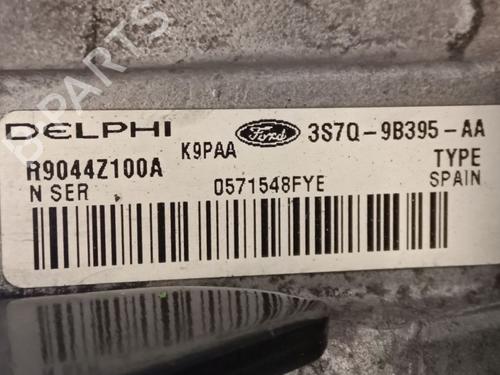 DELPHI Ford 3S7Q-9B395-AA
K9PAA
R9044Z100A TYPE
N SER 0571548FYE SPAIN
B-PARTS